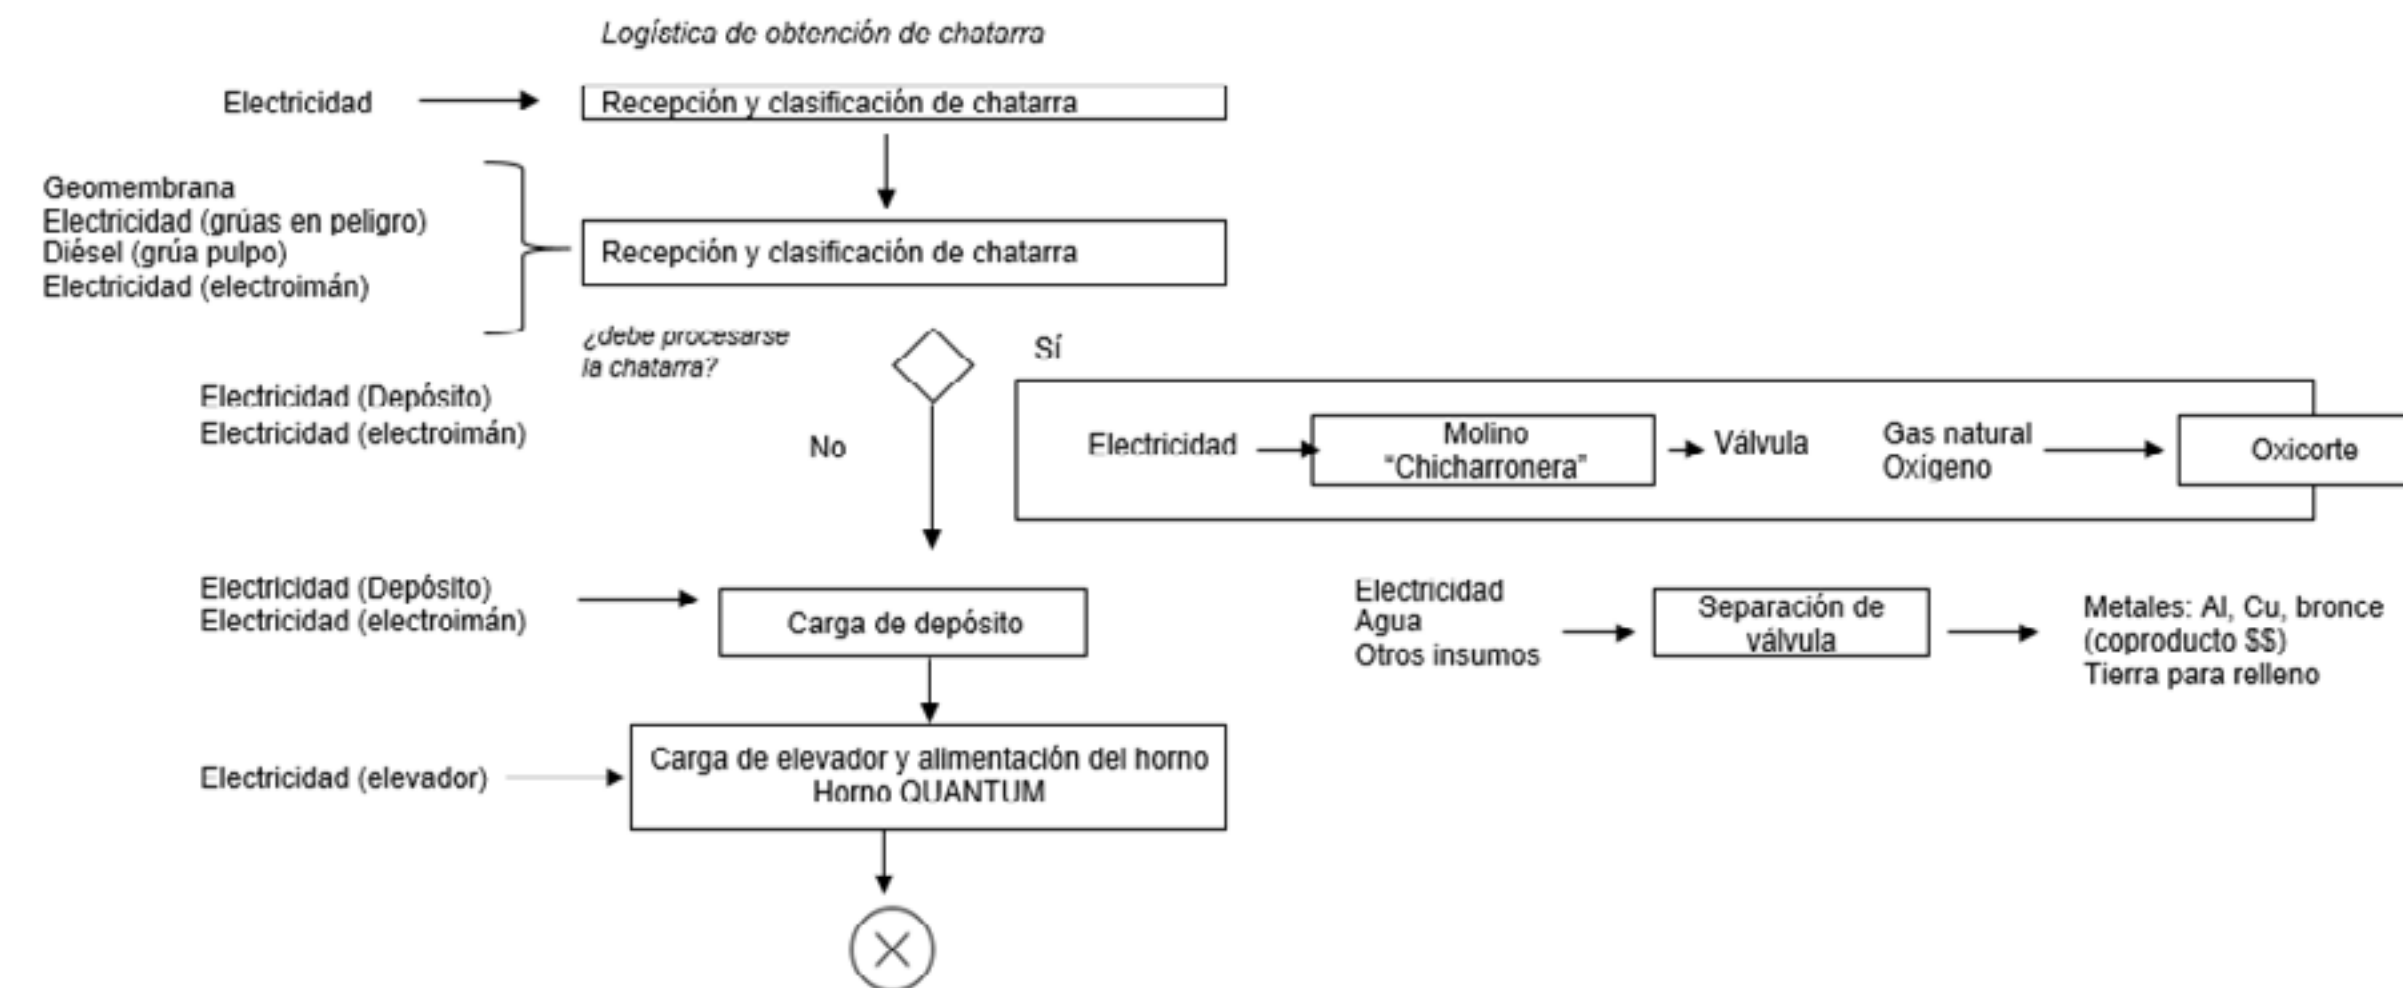 Logística de obtención de chatarra
Electricidad
Recepción y clasificación de chatarra
Geomembrana
Electricidad (grúas en peligro)
Diésel (grúa pulpo)
Electricidad (electroimán)
Recepción y clasificación de chatarra
¿debe procesarse
la chatarra?
Sí
Electricidad (Depósito)
Electricidad (electroimán)
No
Electricidad
Molino
“Chicharronera”
Válvula
Gas natural
Oxígeno
Oxicorte
Electricidad (Depósito)
Electricidad (electroimán)
Carga de depósito
Electricidad
Agua
Otros insumos
Separación de
válvula
Metales: Al, Cu, bronce
(coproducto $$)
Tierra para relleno
Electricidad (elevador)
Carga de elevador y alimentación del horno
Horno QUANTUM